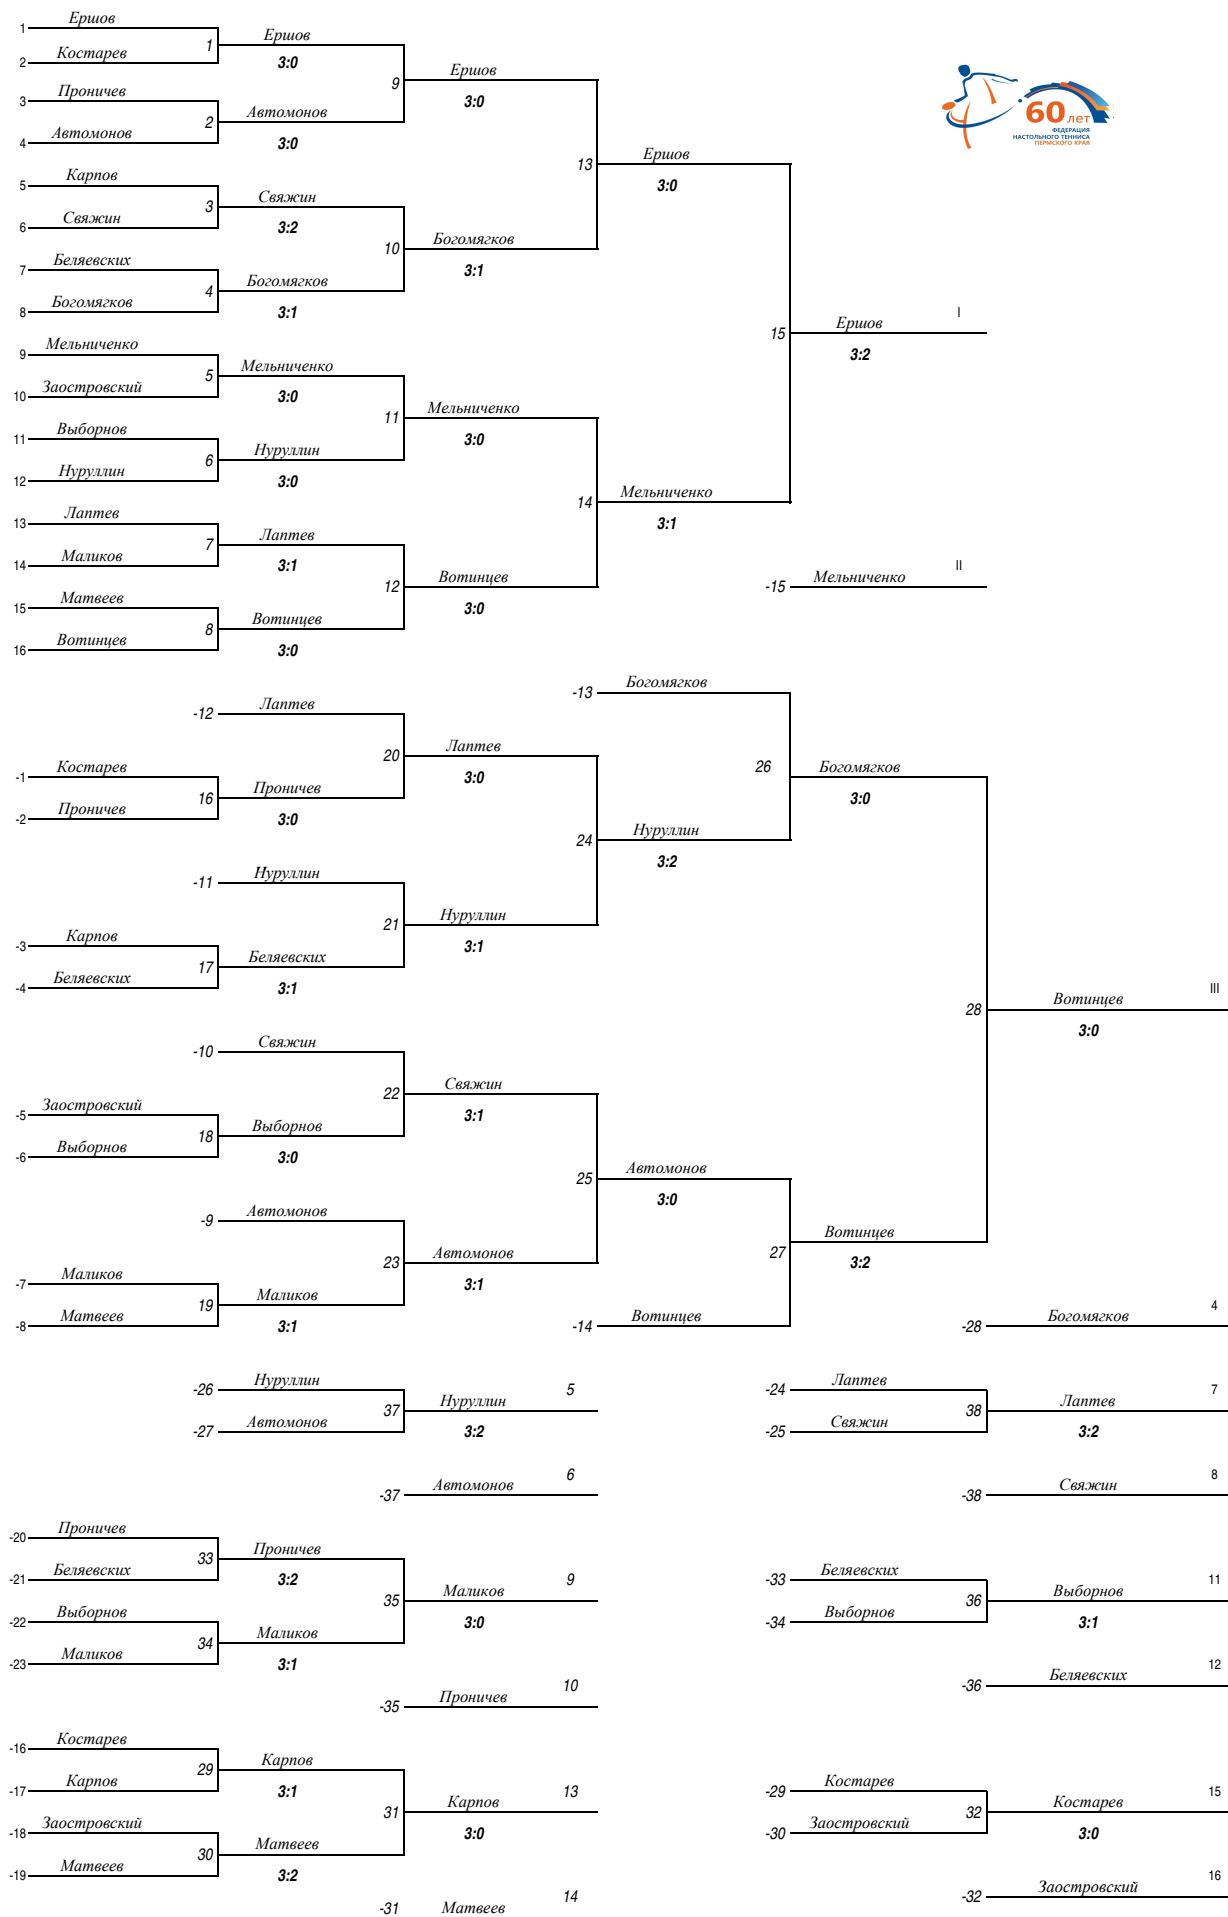 Ершов
1
1
Ершов
Костарев
2
3:0
9
Ершов
Проничев
3
3:0
2
Автомонов
Автомонов
4
3:0
60 лет
ФЕДЕРАЦИЯ
НАСТОЛЬНОГО ТЕННИСА
ПЕРМСКОГО КРАЯ
13
Ершов
3:0
Карпов
5
3
Свяжин
Свяжин
6
3:2
10
Богомягков
Беляевских
7
3:1
4
Богомягков
Богомягков
8
3:1
15
Ершов
I
3:2
Мельниченко
9
5
Мельниченко
Заостровский
10
3:0
11
Мельниченко
Выборнов
11
3:0
6
Нуруллин
Нуруллин
12
3:0
14
Мельниченко
3:1
Лаптев
13
7
Лаптев
Маликов
14
3:1
12
Вотинцев
-15
Мельниченко
II
Матвеев
15
3:0
8
Вотинцев
Вотинцев
16
3:0
-13
Богомягков
-12
Лаптев
20
Лаптев
26
Богомягков
Костарев
-1
3:0
3:0
16
Проничев
Проничев
-2
3:0
24
Нуруллин
3:2
-11
Нуруллин
21
Нуруллин
Карпов
-3
3:1
17
Беляевских
Беляевских
-4
3:1
28
Вотинцев
III
3:0
-10
Свяжин
22
Свяжин
Заостровский
-5
3:1
18
Выборнов
Выборнов
-6
3:0
25
Автомонов
3:0
-9
Автомонов
27
Вотинцев
3:2
23
Автомонов
Маликов
-7
3:1
19
Маликов
Матвеев
-8
3:1
-14
Вотинцев
-28
Богомягков
4
-26
Нуруллин
37
Нуруллин
5
-27
Автомонов
3:2
-24
Лаптев
38
Лаптев
7
-25
Свяжин
3:2
-37
Автомонов
6
-38
Свяжин
8
-20
Проничев
33
Проничев
-21
Беляевских
3:2
35
Маликов
9
3:0
-22
Выборнов
34
Маликов
-23
Маликов
3:1
-33
Беляевских
36
Выборнов
11
-34
Выборнов
3:1
-35
Проничев
10
-36
Беляевских
12
-16
Костарев
29
Карпов
-17
Карпов
3:1
31
Карпов
13
3:0
-18
Заостровский
30
Матвеев
-19
Матвеев
3:2
-29
Костарев
32
Костарев
15
-30
Заостровский
3:0
-31
Матвеев
14
-32
Заостровский
16